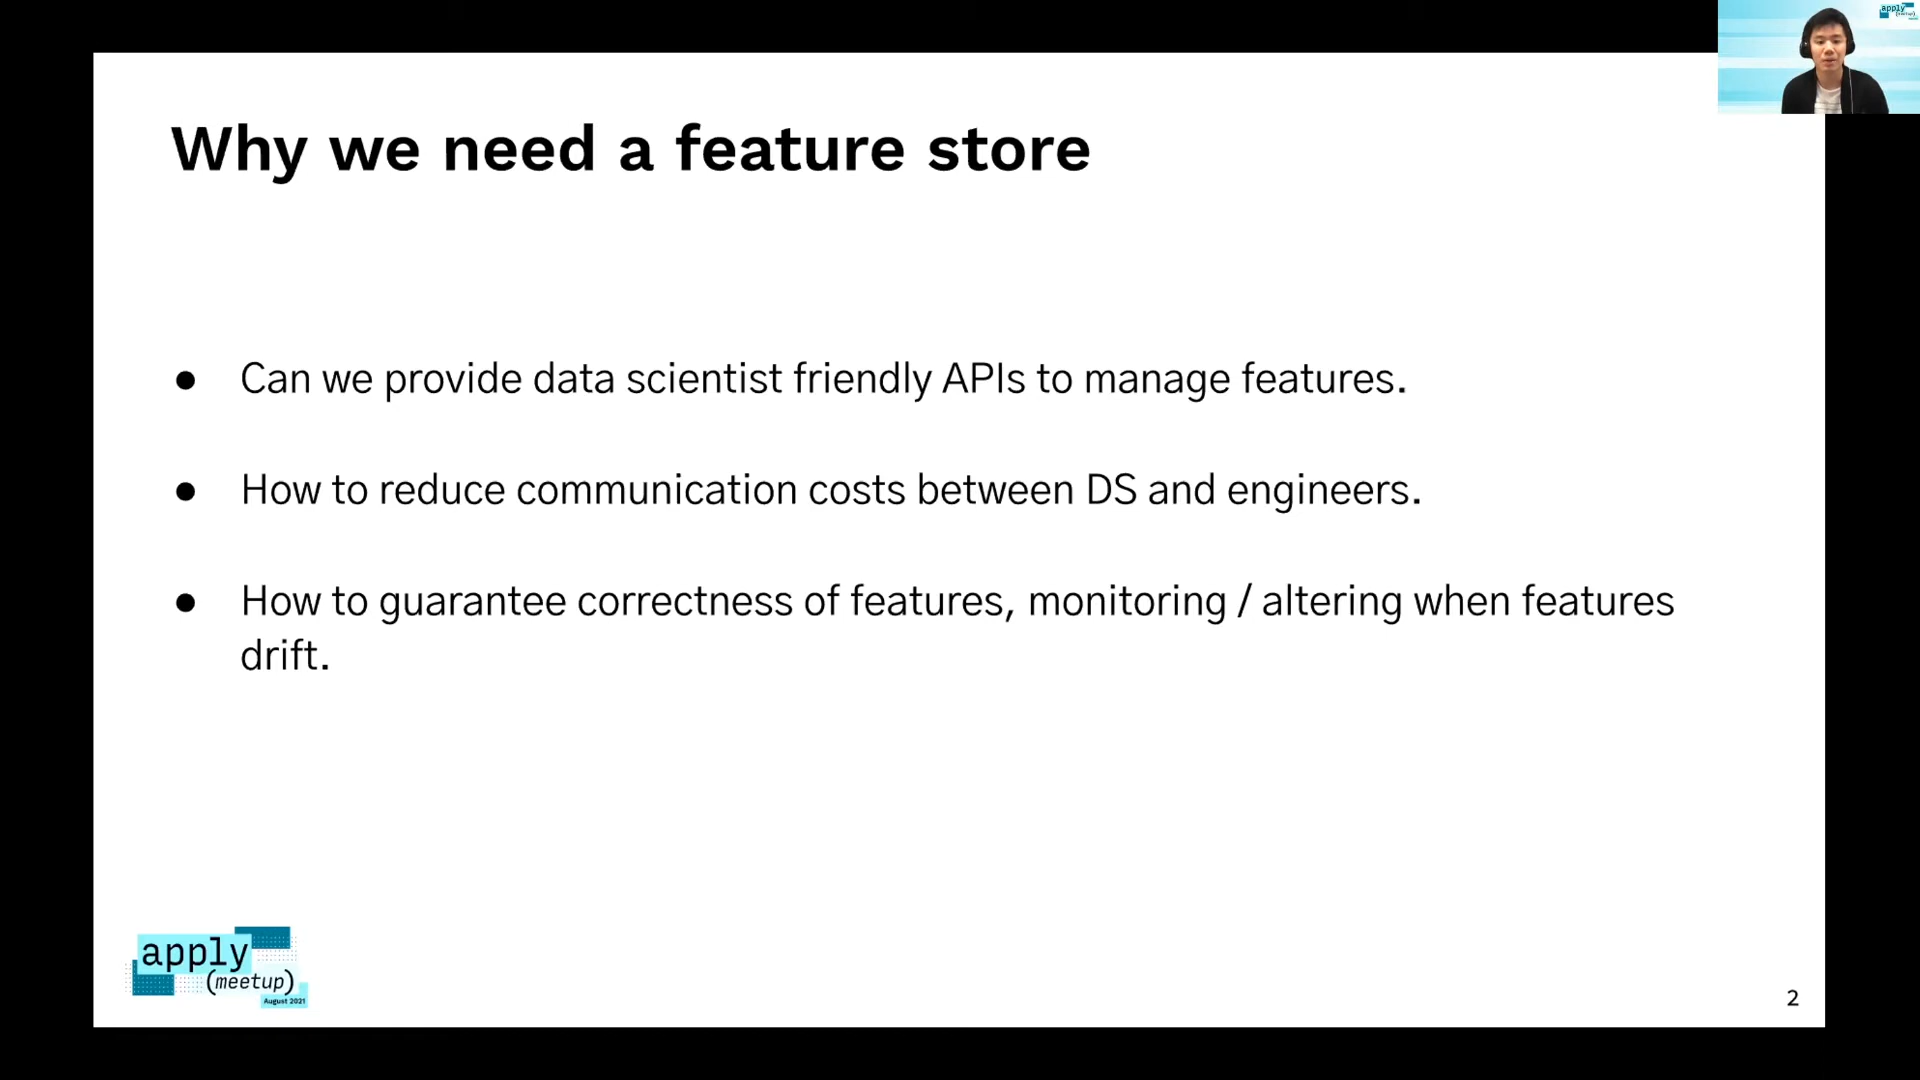 apply
(meetup)
Why we need a feature store
● Can we provide data scientist friendly APIs to manage features.
● How to reduce communication costs between DS and engineers.
● How to guarantee correctness of features, monitoring / altering when features
drift.
apply
(meetup)
August 2021
2